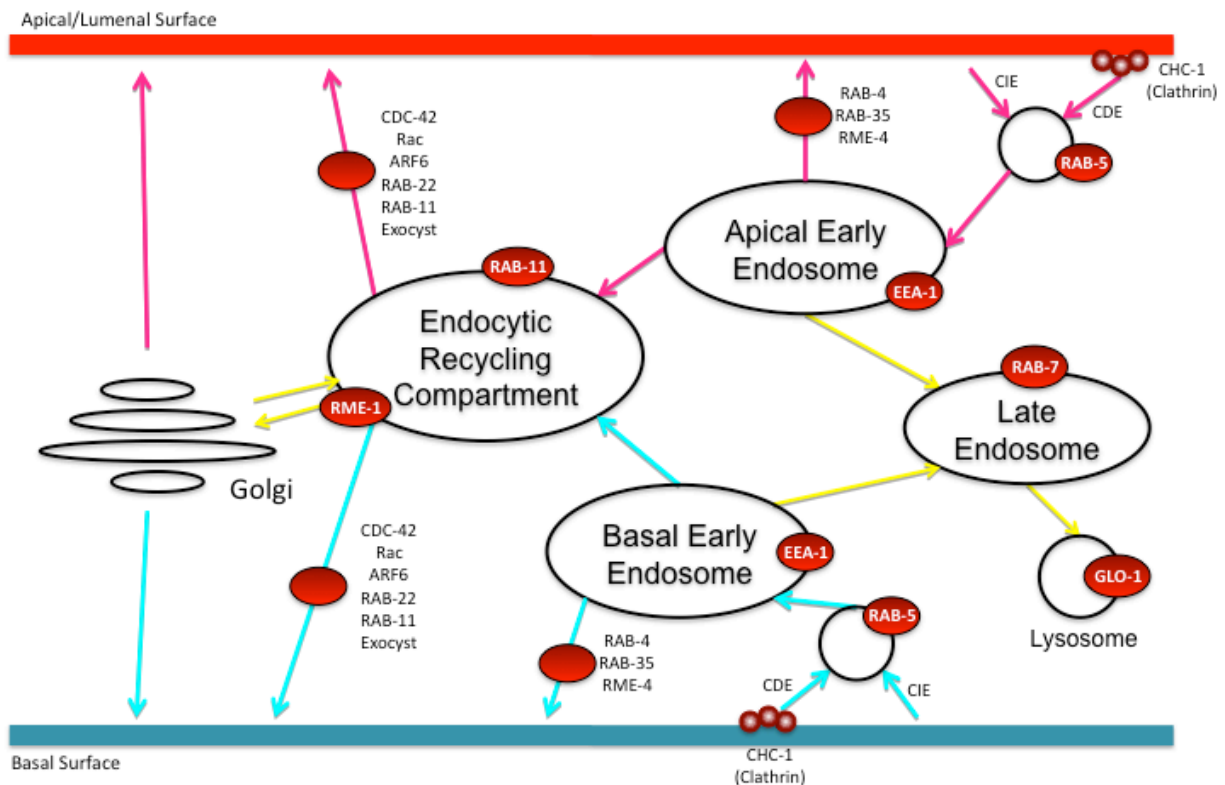 Apical/Lumenal Surface
CHC-1
(Clathrin)
CIE
CDE
RAB-5
RAB-4
RAB-35
RME-4
CDC-42
Rac
ARF6
RAB-22
RAB-11
Exocyst
Apical Early
Endosome
EEA-1
RAB-11
Endocytic
Recycling
Compartment
RME-1
RAB-7
Late
Endosome
Golgi
Basal Early
Endosome
EEA-1
GLO-1
Lysosome
CDC-42
Rac
ARF6
RAB-22
RAB-11
Exocyst
RAB-4
RAB-35
RME-4
RAB-5
CDE
CIE
CHC-1
(Clathrin)
Basal Surface